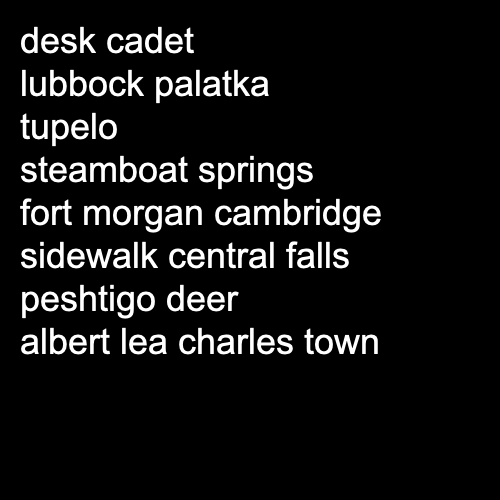 desk cadet
lubbock palatka
tupelo
steamboat springs
fort morgan cambridge
sidewalk central falls
peshtigo deer
albert lea charles town